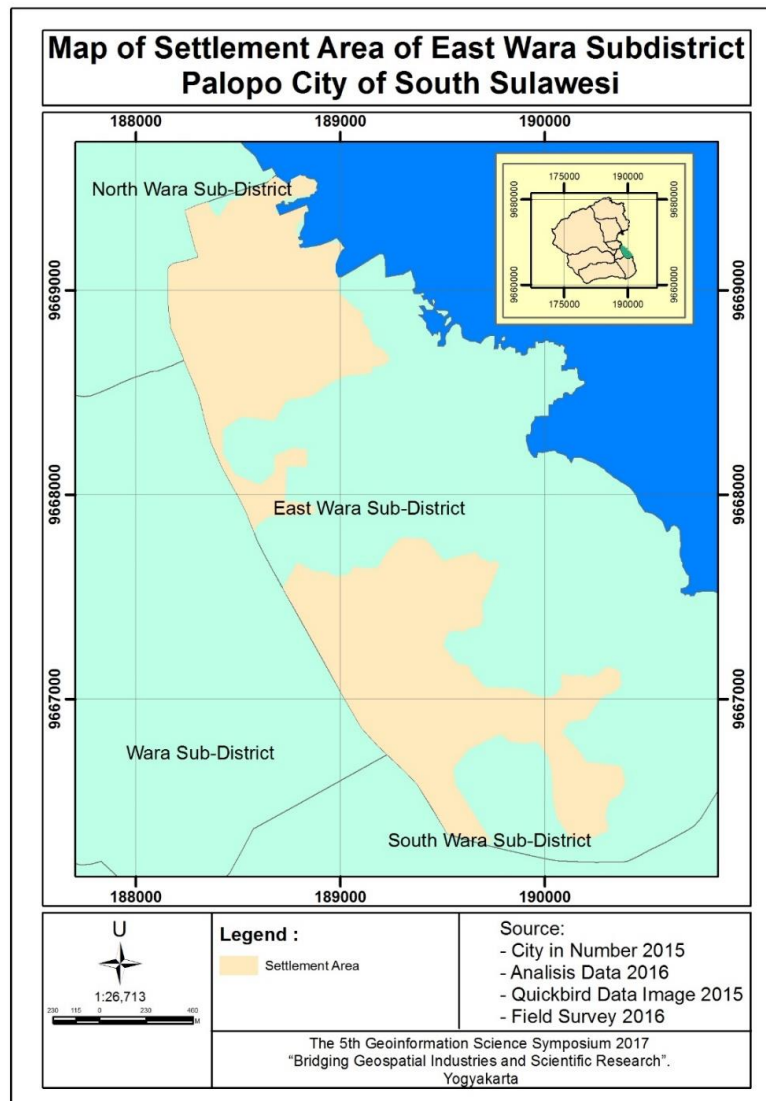 Map of Settlement Area of East Wara Subdistrict
Palopo City of South Sulawesi
188000
189000
190000
North Wara Sub-District
175000
190000
9680000
9680000
9660000
9660000
175000
190000
9669000
9669000
9668000
9668000
East Wara Sub-District
9667000
9667000
Wara Sub-District
South Wara Sub-District
188000
189000
190000
U
1:26,713
230 115 0 230 460
M
Legend :
Settlement Area
Source:
- City in Number 2015
- Analisis Data 2016
- Quickbird Data Image 2015
- Field Survey 2016
The 5th Geoinformation Science Symposium 2017
“Bridging Geospatial Industries and Scientific Research”.
Yogyakarta